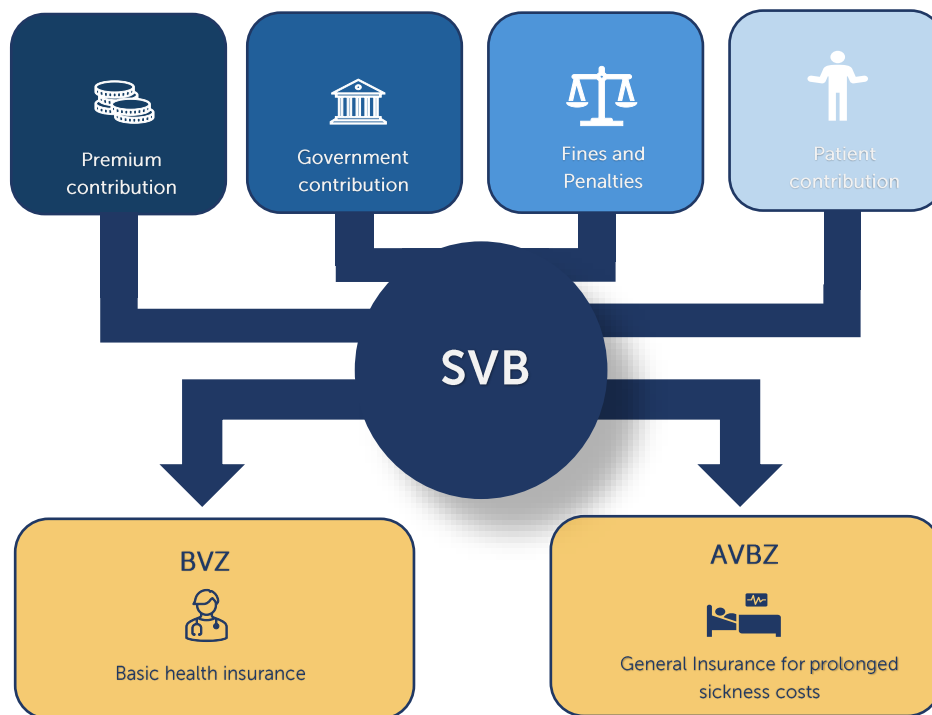 Premium
contribution
Government
contribution
Fines and
Penalties
Patient
contribution
SVB
BVZ
Basic health insurance
AVBZ
General Insurance for prolonged
sickness costs